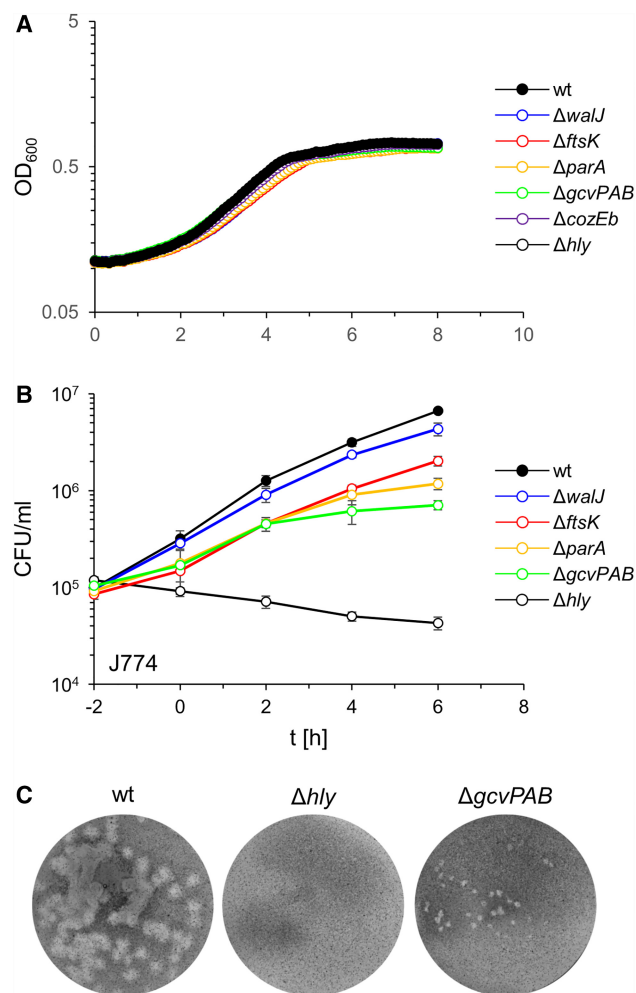 A
5
0.5
0.05
OD600
0 2 4 6 8 10
wt
ΔwalJ
ΔftsK
ΔparA
ΔgcvPAB
ΔcozEb
Δhly
B
10⁷
10⁶
10⁵
10⁴
CFU/ml
J774
-2 0 2 4 6 8
t [h]
wt
ΔwalJ
ΔftsK
ΔparA
ΔgcvPAB
Δhly
C
wt Δhly ΔgcvPAB